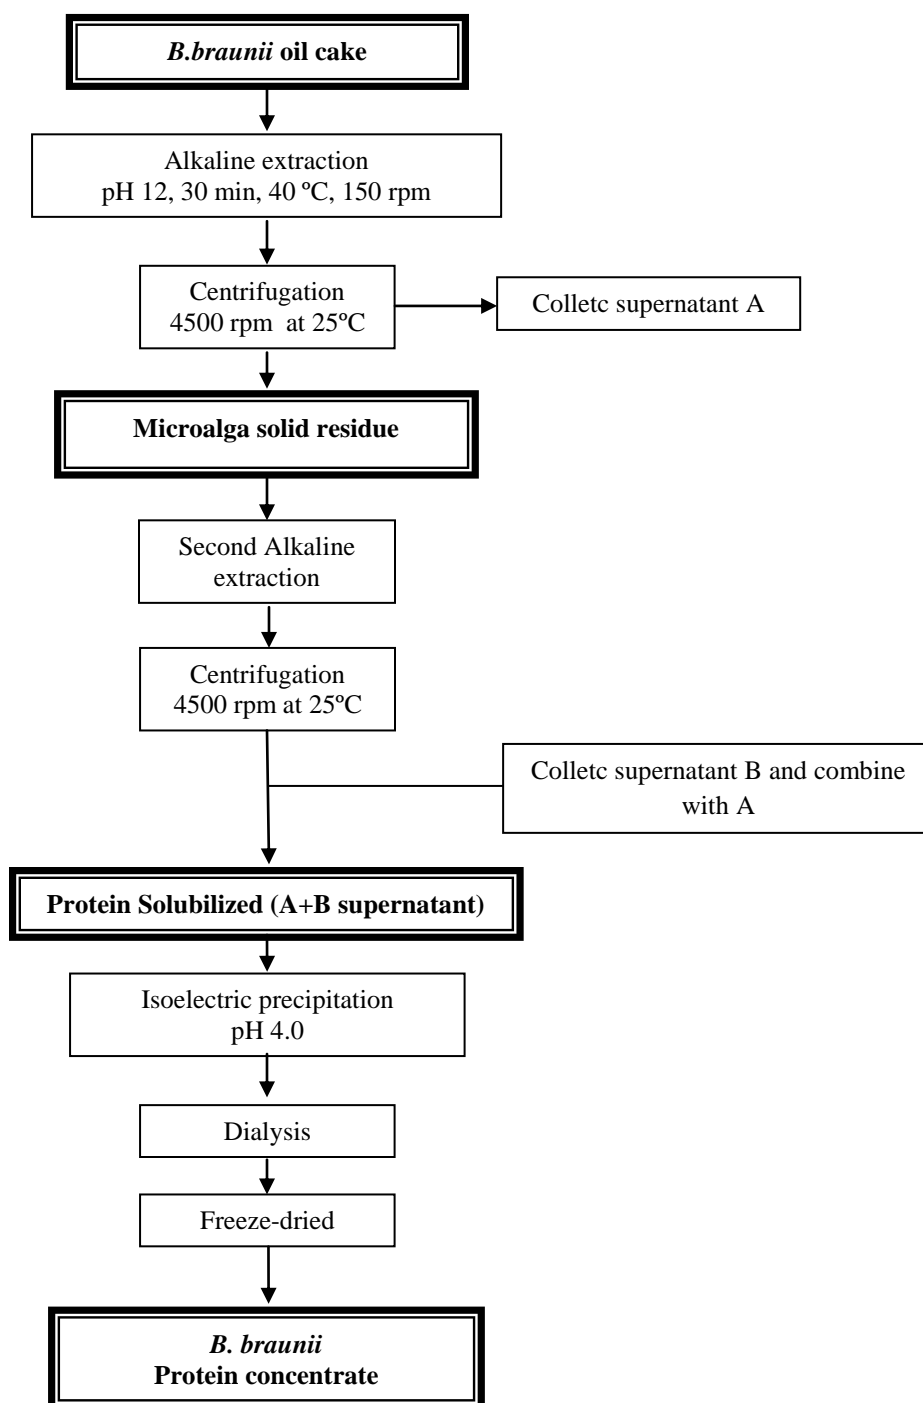 B.braunii oil cake
Alkaline extraction
pH 12, 30 min, 40 ºC, 150 rpm
Centrifugation
4500 rpm at 25ºC
Colletc supernatant A
Microalga solid residue
Second Alkaline
extraction
Centrifugation
4500 rpm at 25ºC
Colletc supernatant B and combine
with A
Protein Solubilized (A+B supernatant)
Isoelectric precipitation
pH 4.0
Dialysis
Freeze-dried
B. braunii
Protein concentrate